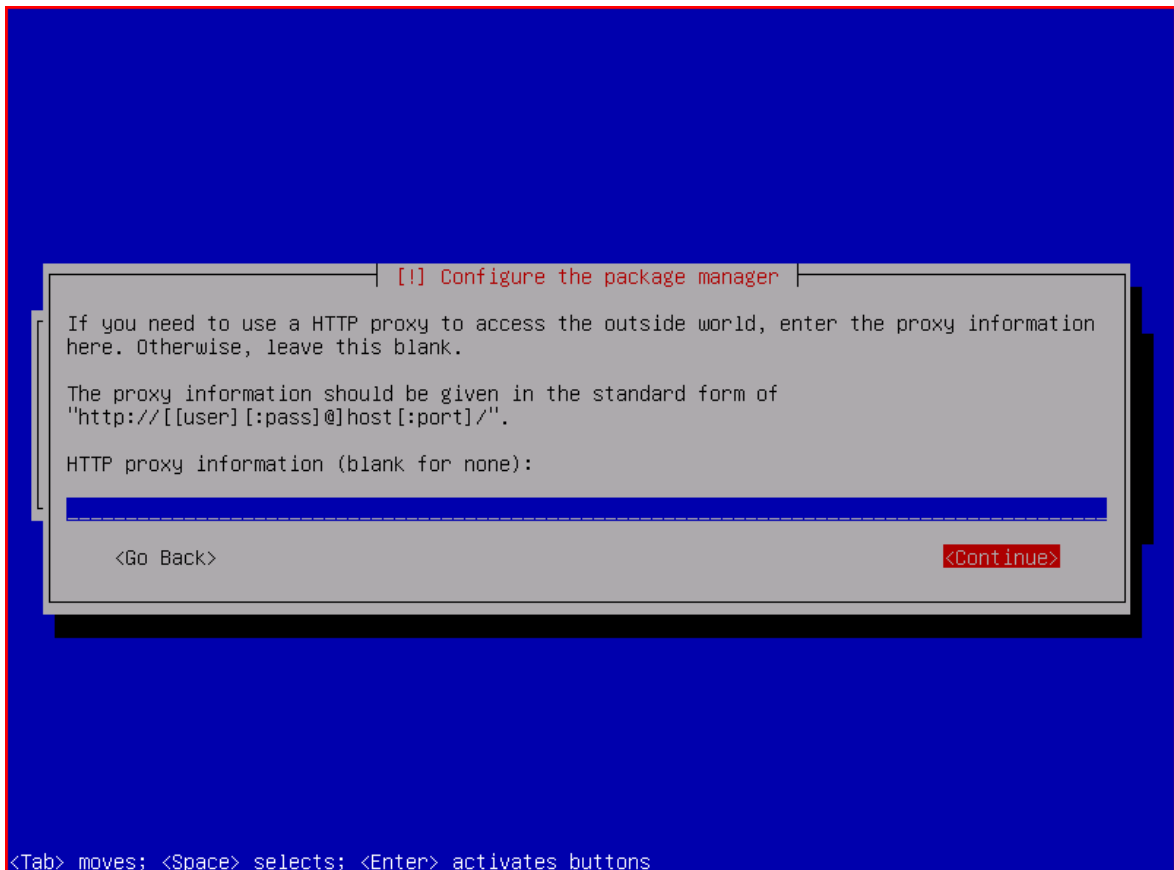 [!] Configure the package manager
If you need to use a HTTP proxy to access the outside world, enter the proxy information
here. Otherwise, leave this blank.
The proxy information should be given in the standard form of
"http://[[user][:pass]@]host[:port]/".
HTTP proxy information (blank for none):
<Go Back> <Continue>
<Tab> moves; <Space> selects; <Enter> activates buttons